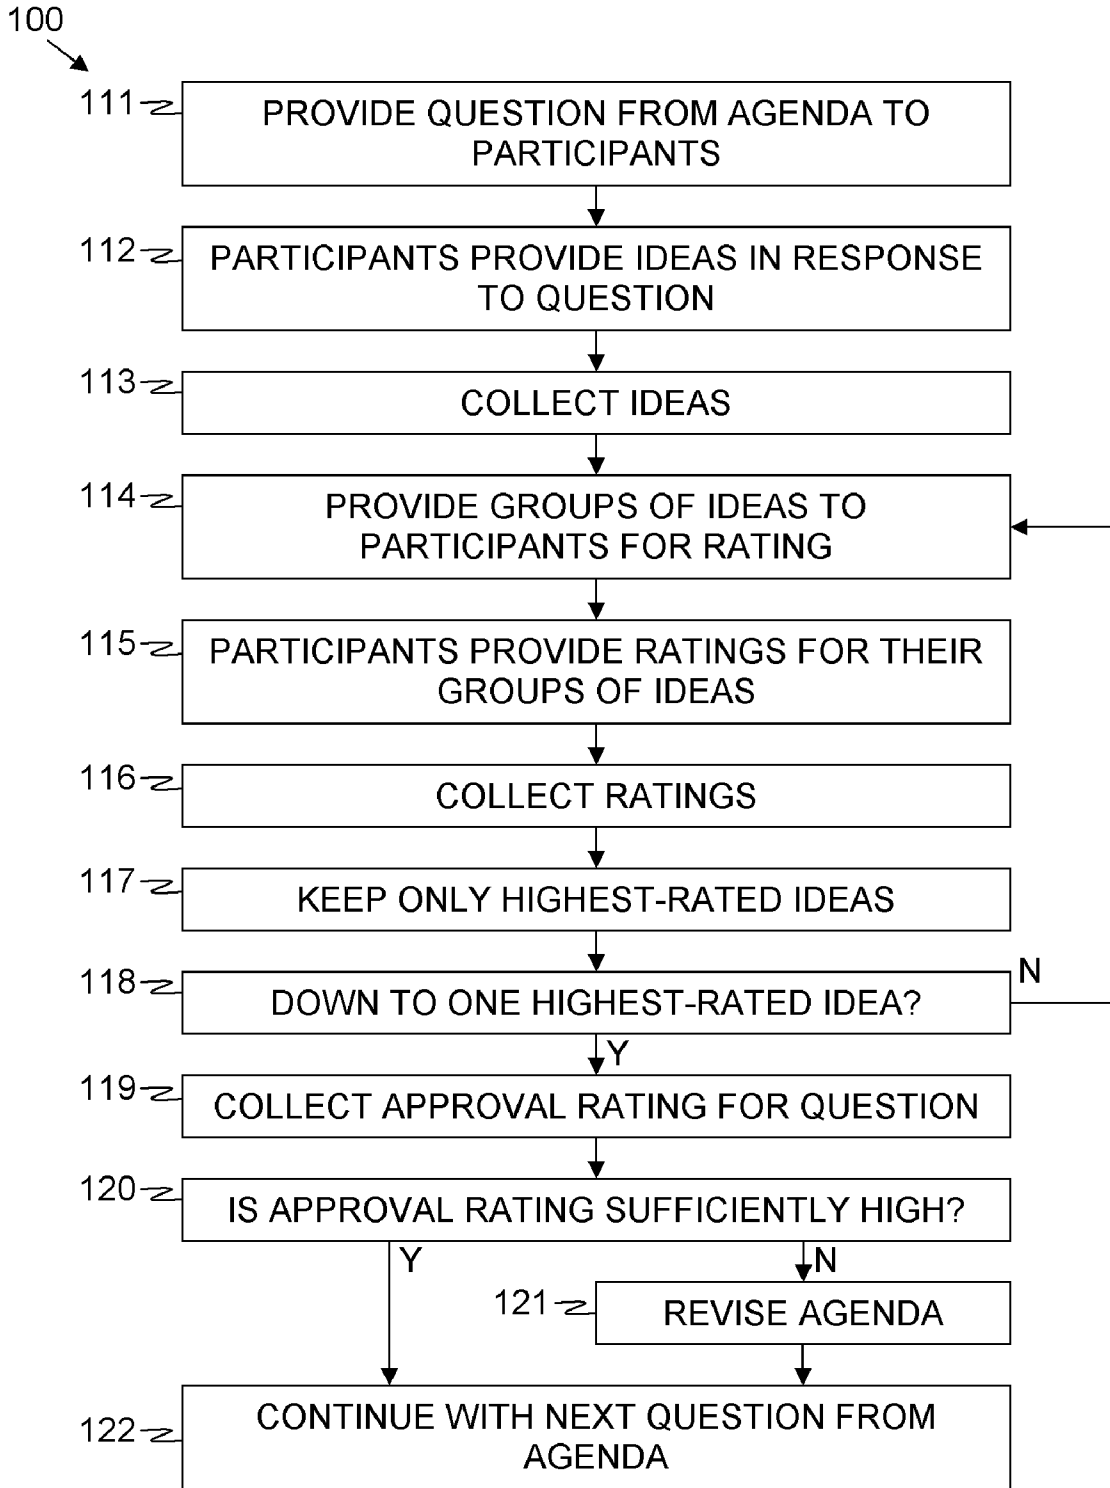 100
111
PROVIDE QUESTION FROM AGENDA TO
PARTICIPANTS
112
PARTICIPANTS PROVIDE IDEAS IN RESPONSE
TO QUESTION
113
COLLECT IDEAS
114
PROVIDE GROUPS OF IDEAS TO
PARTICIPANTS FOR RATING
115
PARTICIPANTS PROVIDE RATINGS FOR THEIR
GROUPS OF IDEAS
116
COLLECT RATINGS
117
KEEP ONLY HIGHEST-RATED IDEAS
118
DOWN TO ONE HIGHEST-RATED IDEA?
N
Y
119
COLLECT APPROVAL RATING FOR QUESTION
120
IS APPROVAL RATING SUFFICIENTLY HIGH?
Y
N
121
REVISE AGENDA
122
CONTINUE WITH NEXT QUESTION FROM
AGENDA